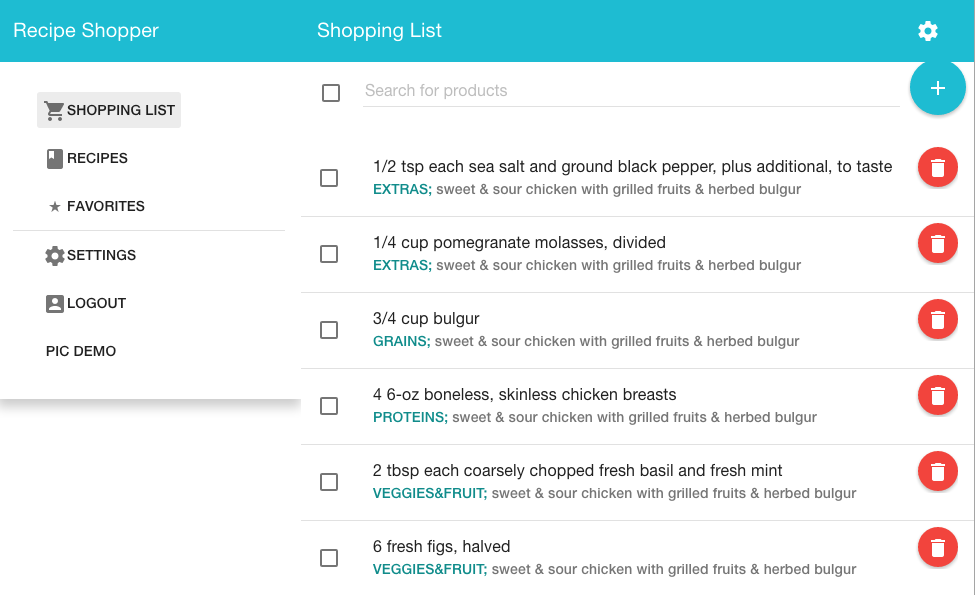 Recipe Shopper
Shopping List
SHOPPING LIST
RECIPES
FAVORITES
SETTINGS
LOGOUT
PIC DEMO
Search for products
1/2 tsp each sea salt and ground black pepper, plus additional, to taste
EXTRAS; sweet & sour chicken with grilled fruits & herbed bulgur
1/4 cup pomegranate molasses, divided
EXTRAS; sweet & sour chicken with grilled fruits & herbed bulgur
3/4 cup bulgur
GRAINS; sweet & sour chicken with grilled fruits & herbed bulgur
4 6-oz boneless, skinless chicken breasts
PROTEINS; sweet & sour chicken with grilled fruits & herbed bulgur
2 tbsp each coarsely chopped fresh basil and fresh mint
VEGGIES&FRUIT; sweet & sour chicken with grilled fruits & herbed bulgur
6 fresh figs, halved
VEGGIES&FRUIT; sweet & sour chicken with grilled fruits & herbed bulgur